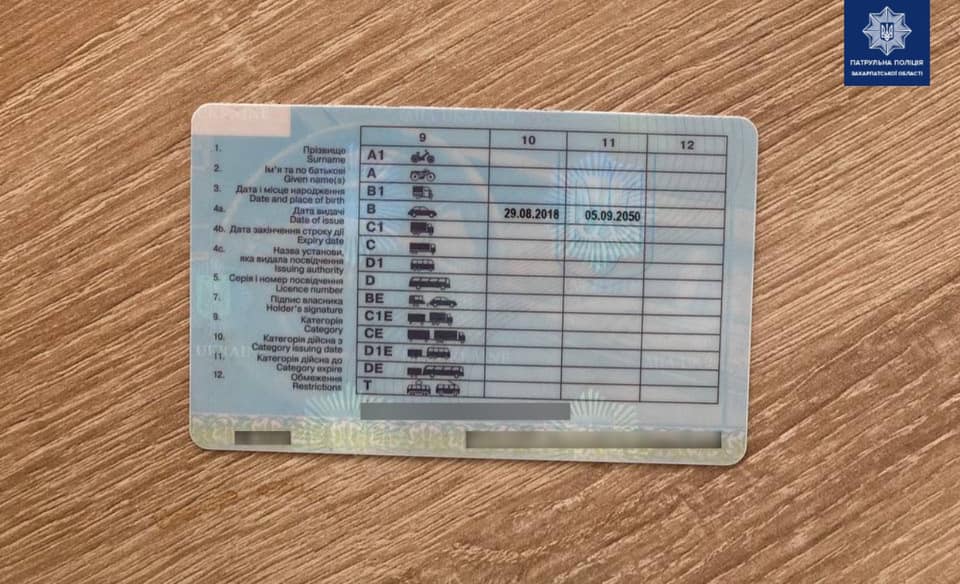 ПАТРУЛЬНА ПОЛІЦІЯ
ЗАКАРПАТСЬКОЇ ОБЛАСТІ
9 10 11 12
1. Прізвище
Surname
2. Ім'я та по батькові
Given name(s)
3. Дата і місце народження
Date and place of birth
4a. Дата видачі
Date of issue
4b. Дата закінчення строку дії
Expiry date
4c. Назва установи,
яка видала посвідчення
Issuing authority
5. Серія і номер посвідчення
Licence number
7. Підпис власника
Holder's signature
9. Категорія
Category
10. Категорія дійсна з
Category issuing date
11. Категорія дійсна до
Category expire
12. Обмеження
Restrictions
A1
A
B1
B 29.08.2018 05.09.2050
C1
C
D1
D
BE
C1E
CE
D1E
DE
T